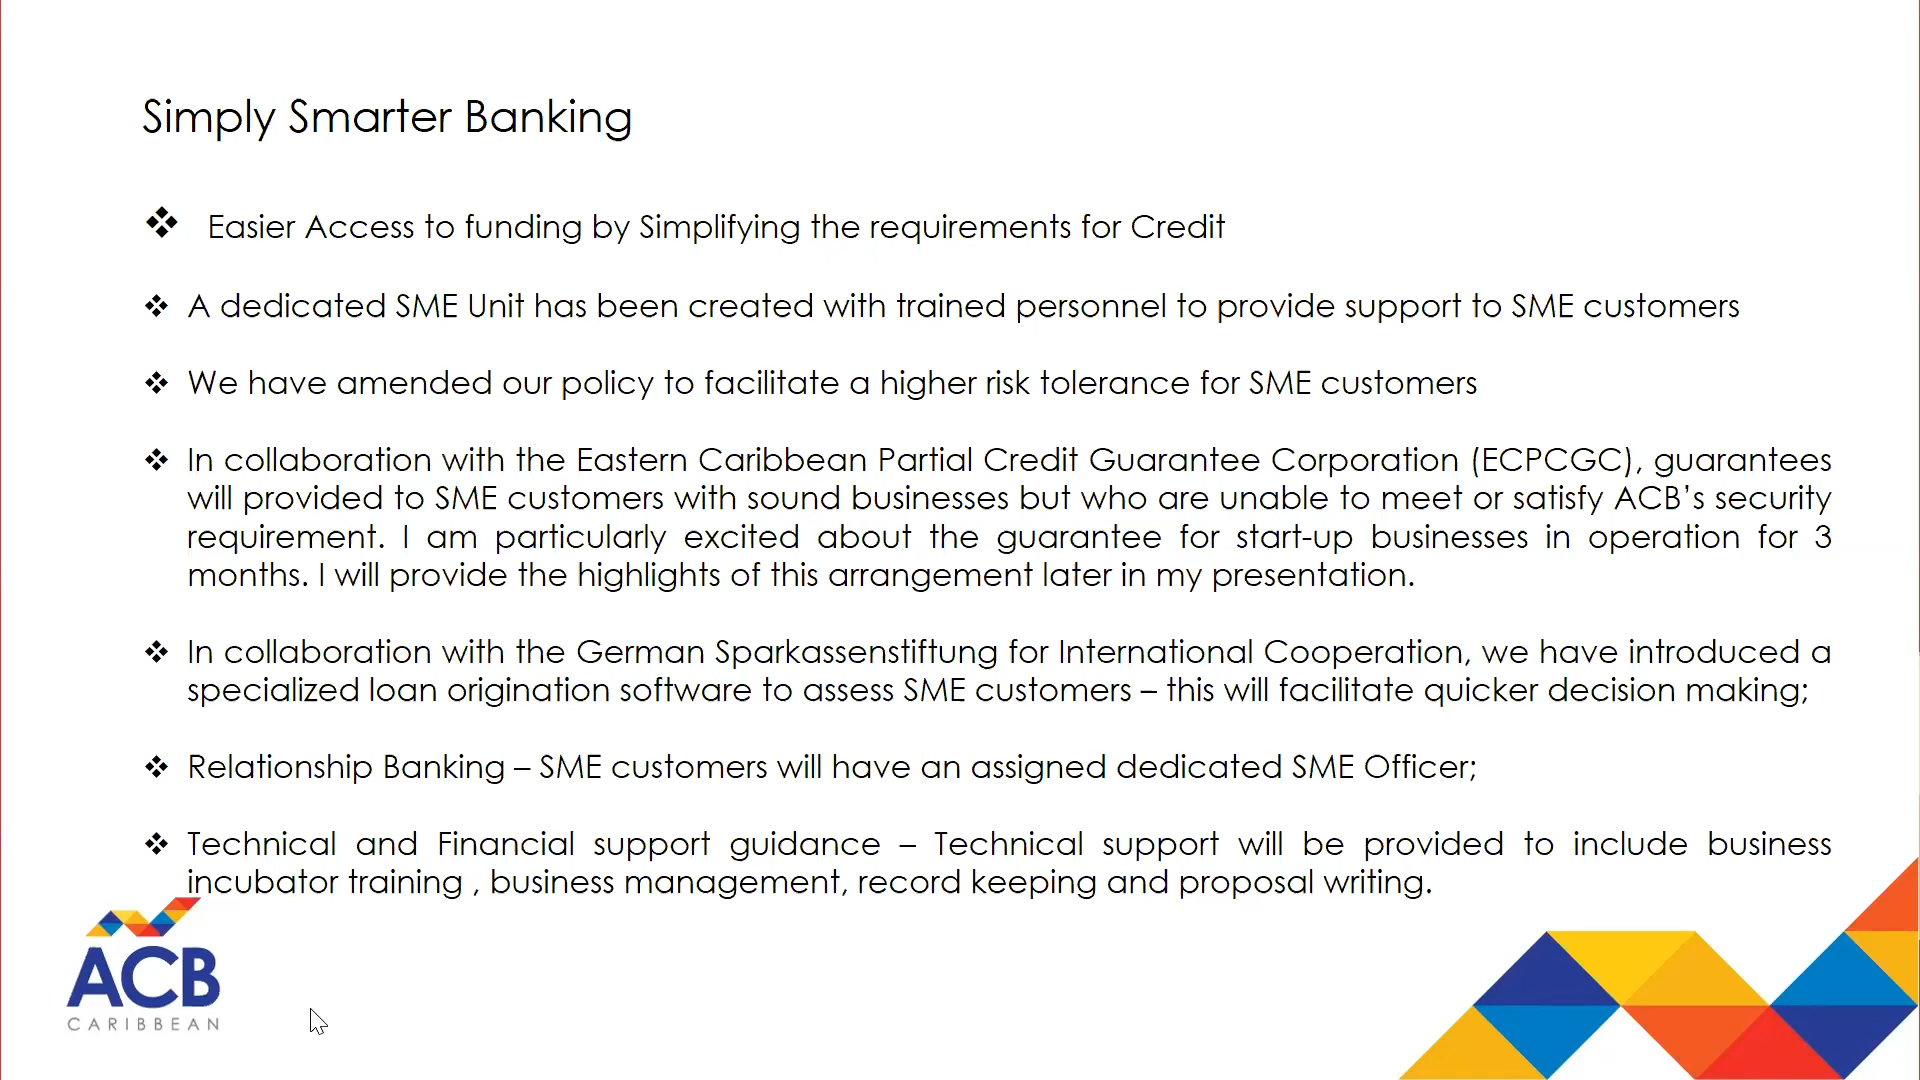 Simply Smarter Banking
❖ Easier Access to funding by Simplifying the requirements for Credit
❖ A dedicated SME Unit has been created with trained personnel to provide support to SME customers
❖ We have amended our policy to facilitate a higher risk tolerance for SME customers
❖ In collaboration with the Eastern Caribbean Partial Credit Guarantee Corporation (ECPCGC), guarantees
will provided to SME customers with sound businesses but who are unable to meet or satisfy ACB’s security
requirement. I am particularly excited about the guarantee for start-up businesses in operation for 3
months. I will provide the highlights of this arrangement later in my presentation.
❖ In collaboration with the German Sparkassenstiftung for International Cooperation, we have introduced a
specialized loan origination software to assess SME customers – this will facilitate quicker decision making;
❖ Relationship Banking – SME customers will have an assigned dedicated SME Officer;
❖ Technical and Financial support guidance – Technical support will be provided to include business
incubator training , business management, record keeping and proposal writing.
ACB
CARIBBEAN